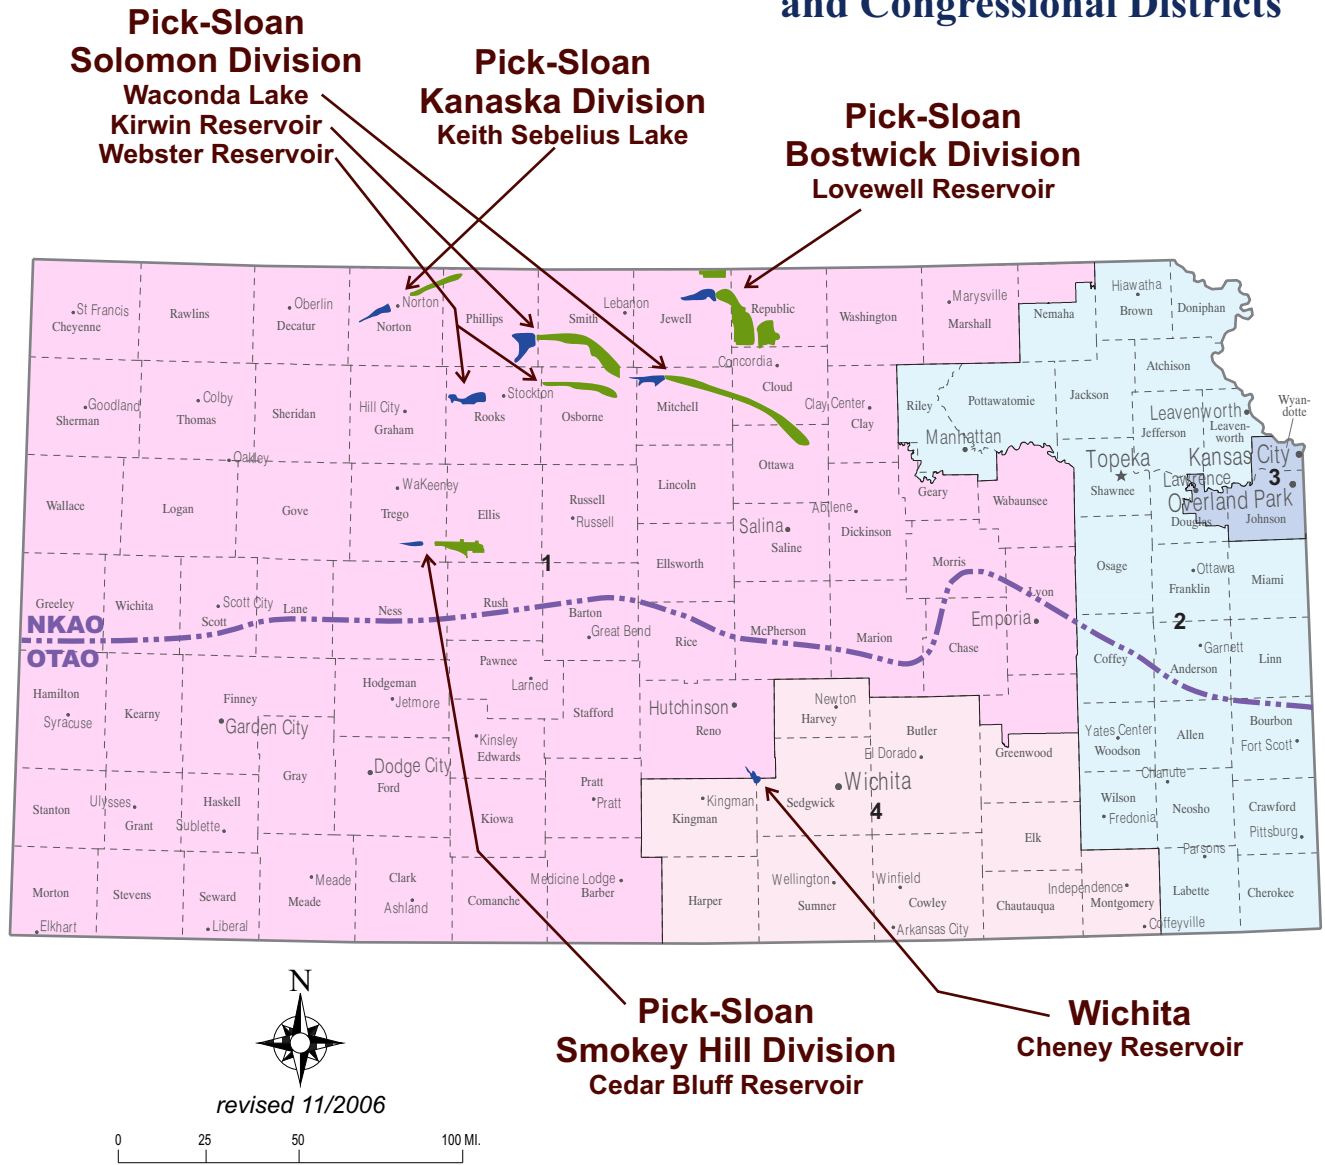 and Congressional Districts
Pick-Sloan
Solomon Division
Waconda Lake
Kirwin Reservoir
Webster Reservoir
Pick-Sloan
Kanaska Division
Keith Sebelius Lake
Pick-Sloan
Bostwick Division
Lovewell Reservoir
St Francis
Cheyenne
Rawlins
Oberlin
Decatur
Norton
Norton
Phillips
Smith
Lebanon
Jewell
Republic
Washington
Marysville
Marshall
Nemaha
Hiawatha
Brown
Doniphan
Concordia
Cloud
Atchison
Goodland
Sherman
Colby
Thomas
Sheridan
Hill City
Graham
Stockton
Rooks
Osborne
Mitchell
Clay Center
Clay
Riley
Pottawatomie
Jackson
Leavenworth
Jefferson
Leaven-
worth
Wyan-
dotte
Manhattan
Topeka
Kansas City
3
Oakley
Ottawa
Lawrence
Overland Park
Shawnee
Douglas
Johnson
Wallace
Logan
Gove
WaKeeney
Trego
Ellis
Russell
Russell
Lincoln
Salina
Saline
Abilene
Dickinson
Geary
Wabaunsee
1
Ellsworth
Morris
Lyon
Osage
Ottawa
Franklin
Miami
Greeley
Wichita
Scott City
Scott
Lane
Ness
Rush
Barton
Great Bend
Rice
McPherson
Marion
Chase
Emporia
2
NKAO
OTAO
Coffey
Garnett
Anderson
Linn
Hamilton
Syracuse
Kearny
Finney
Garden City
Hodgeman
Jetmore
Pawnee
Larned
Stafford
Hutchinson
Reno
Newton
Harvey
Butler
El Dorado
Greenwood
Yates Center
Woodson
Allen
Bourbon
Fort Scott
Kinsley
Edwards
Gray
Dodge City
Ford
Pratt
Pratt
Kingman
Kingman
Sedgwick
Wichita
4
Chanute
Wilson
Fredonia
Neosho
Crawford
Pittsburg
Stanton
Ulysses
Grant
Haskell
Sublette
Kiowa
Elk
Parsons
Morton
Elkhart
Stevens
Seward
Liberal
Meade
Meade
Clark
Ashland
Comanche
Medicine Lodge
Barber
Harper
Wellington
Sumner
Winfield
Cowley
Arkansas City
Chautauqua
Independence
Montgomery
Coffeyville
Labette
Cherokee
N
revised 11/2006
0 25 50 100 MI.
Pick-Sloan
Smokey Hill Division
Cedar Bluff Reservoir
Wichita
Cheney Reservoir